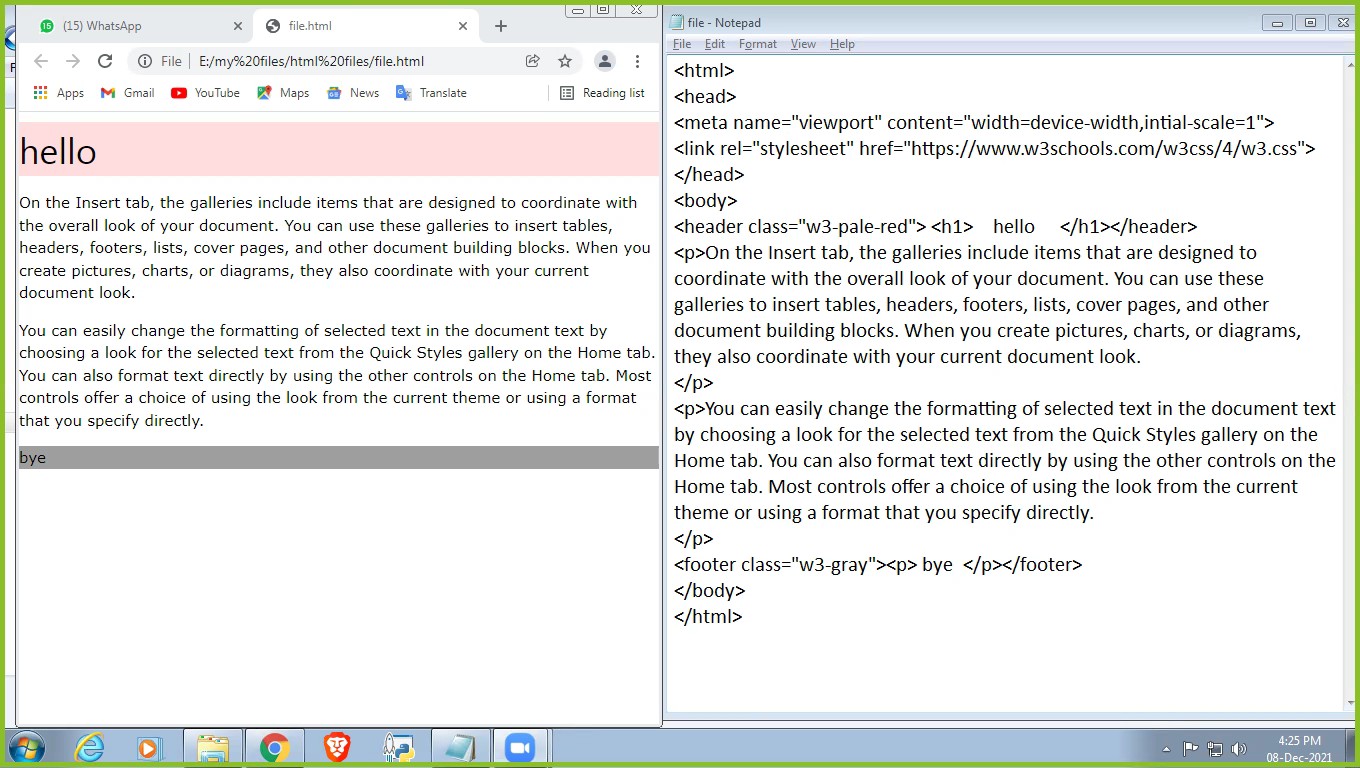 15 (15) WhatsApp
file.html
File E:/my%20files/html%20files/file.html
Apps Gmail YouTube Maps News Translate Reading list
hello
On the Insert tab, the galleries include items that are designed to coordinate with
the overall look of your document. You can use these galleries to insert tables,
headers, footers, lists, cover pages, and other document building blocks. When you
create pictures, charts, or diagrams, they also coordinate with your current
document look.
You can easily change the formatting of selected text in the document text by
choosing a look for the selected text from the Quick Styles gallery on the Home tab.
You can also format text directly by using the other controls on the Home tab. Most
controls offer a choice of using the look from the current theme or using a format
that you specify directly.
bye
file - Notepad
File Edit Format View Help
<html>
<head>
<meta name="viewport" content="width=device-width,intial-scale=1">
<link rel="stylesheet" href="https://www.w3schools.com/w3css/4/w3.css">
</head>
<body>
<header class="w3-pale-red"> <h1>    hello     </h1></header>
<p>On the Insert tab, the galleries include items that are designed to
coordinate with the overall look of your document. You can use these
galleries to insert tables, headers, footers, lists, cover pages, and other
document building blocks. When you create pictures, charts, or diagrams,
they also coordinate with your current document look.
</p>
<p>You can easily change the formatting of selected text in the document text
by choosing a look for the selected text from the Quick Styles gallery on the
Home tab. You can also format text directly by using the other controls on the
Home tab. Most controls offer a choice of using the look from the current
theme or using a format that you specify directly.
</p>
<footer class="w3-gray"><p> bye  </p></footer>
</body>
</html>
4:25 PM
08-Dec-2021